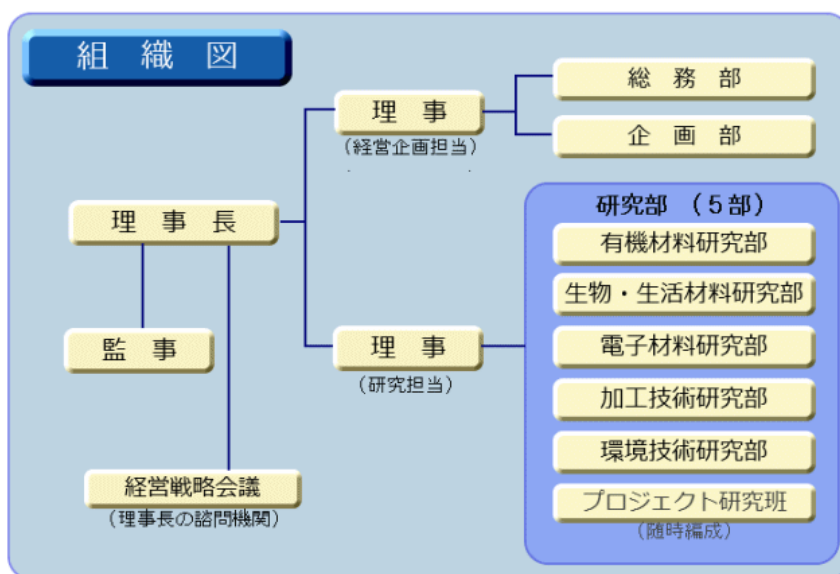 組 織 図
理 事 長
監 事
経営戦略会議
(理事長の諮問機関)
理 事
(経営企画担当)
総 務 部
企 画 部
理 事
(研究担当)
研究部 (5部)
有機材料研究部
生物・生活材料研究部
電子材料研究部
加工技術研究部
環境技術研究部
プロジェクト研究班
(随時編成)